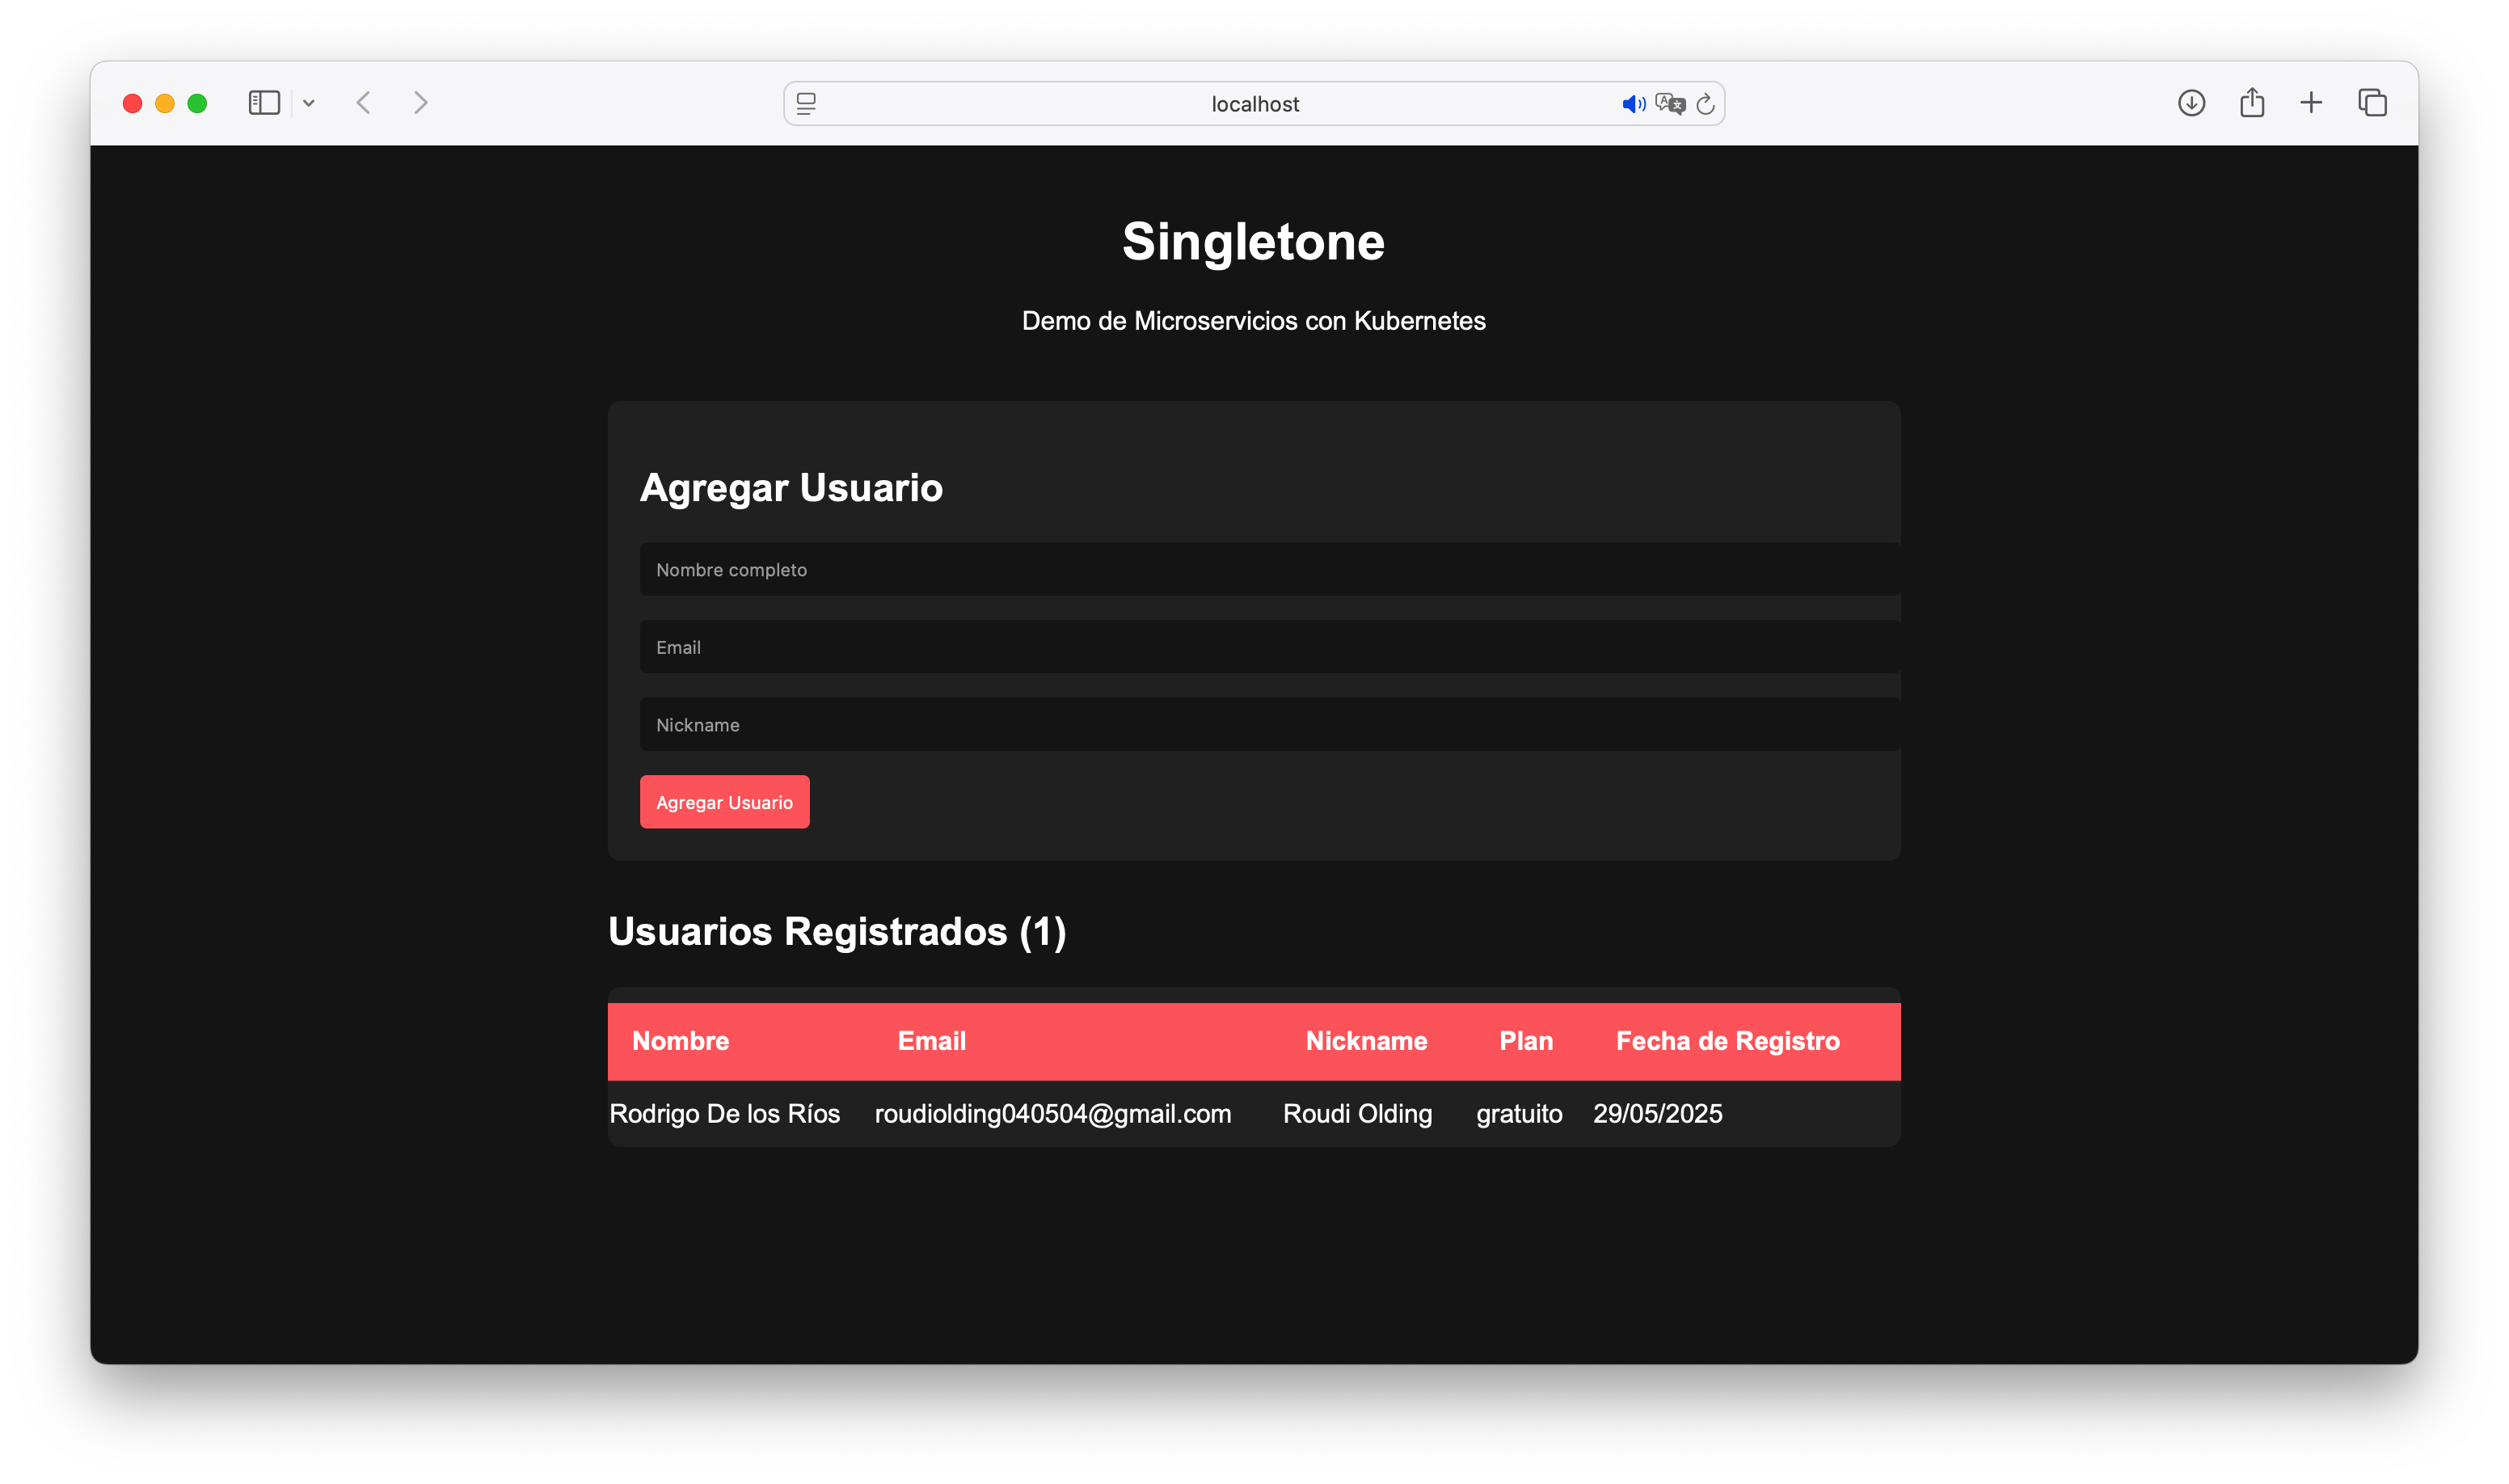 localhost
Singletone
Demo de Microservicios con Kubernetes
Agregar Usuario
Nombre completo
Email
Nickname
Agregar Usuario
Usuarios Registrados (1)
Nombre Email Nickname Plan Fecha de Registro
Rodrigo De los Ríos roudiolding040504@gmail.com Roudi Olding gratuito 29/05/2025